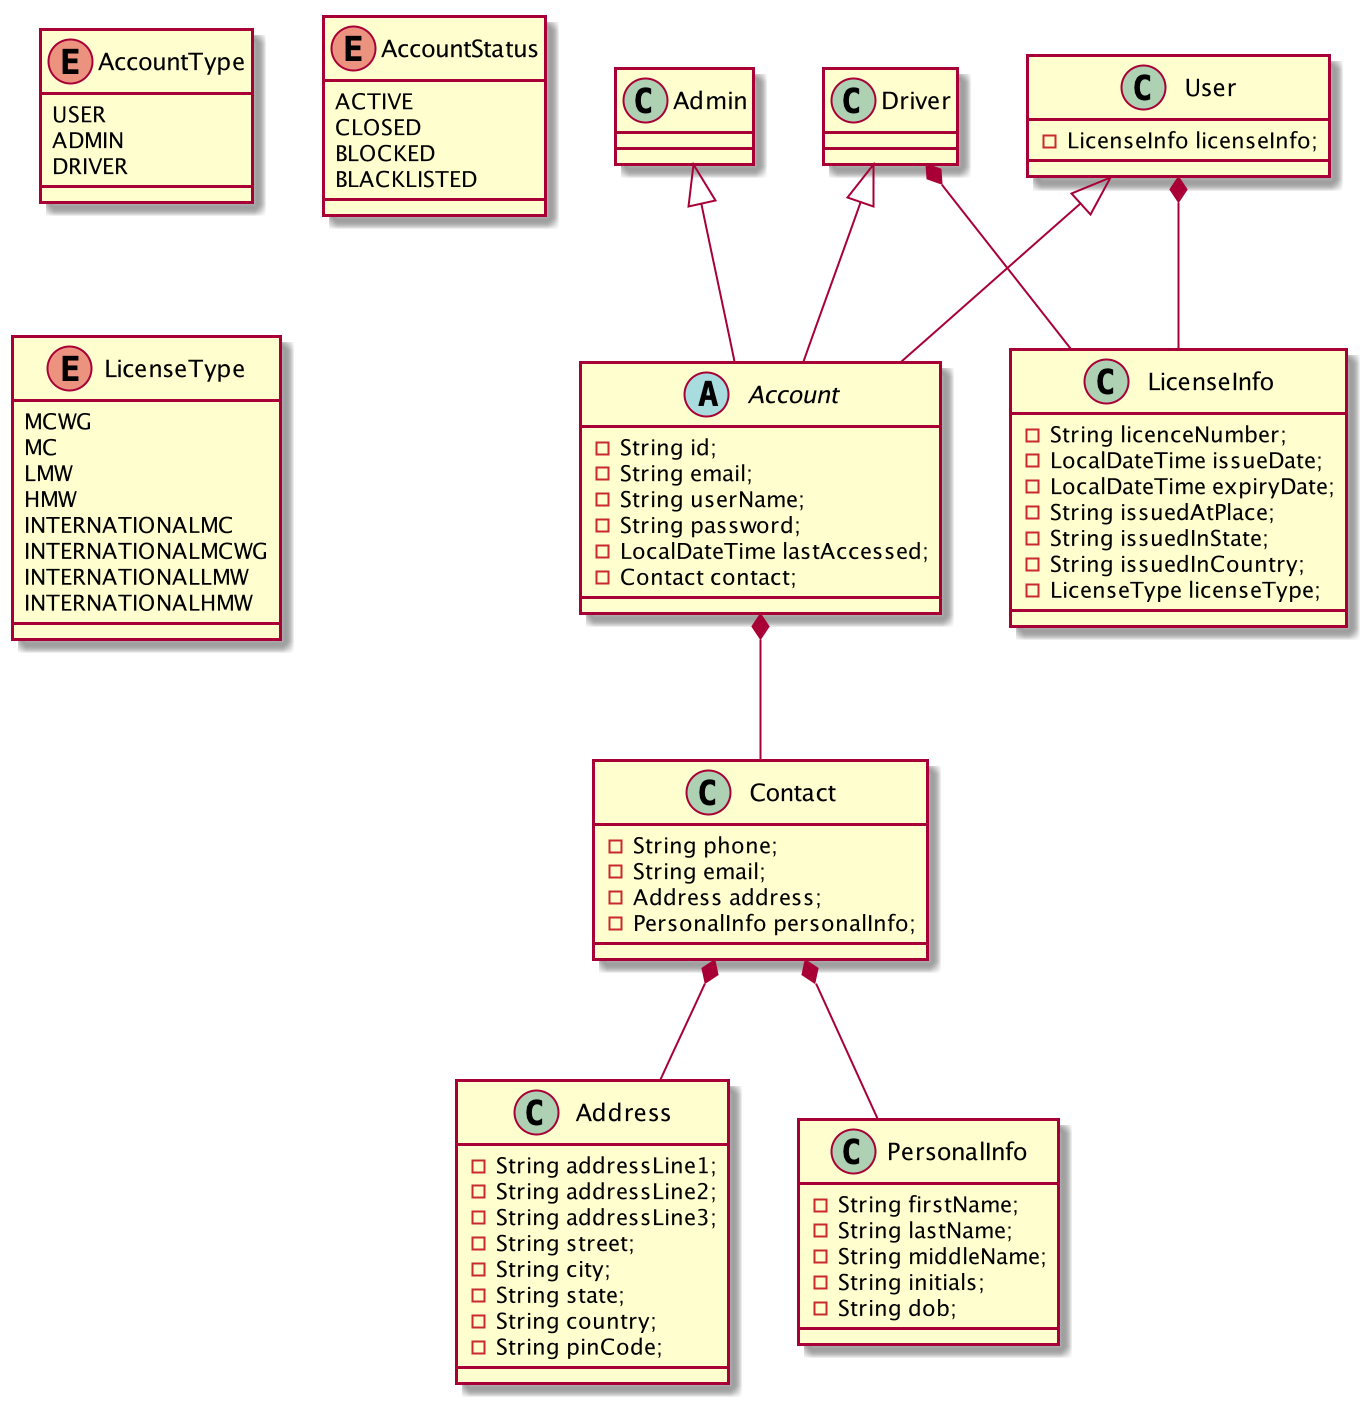 E AccountType
USER
ADMIN
DRIVER
E AccountStatus
ACTIVE
CLOSED
BLOCKED
BLACKLISTED
C Admin
C Driver
C User
LicenseInfo licenseInfo;
E LicenseType
MCWG
MC
LMW
HMW
INTERNATIONALMC
INTERNATIONALMCWG
INTERNATIONALLMW
INTERNATIONALHMW
A Account
String id;
String email;
String userName;
String password;
LocalDateTime lastAccessed;
Contact contact;
C LicenseInfo
String licenceNumber;
LocalDateTime issueDate;
LocalDateTime expiryDate;
String issuedAtPlace;
String issuedInState;
String issuedInCountry;
LicenseType licenseType;
C Contact
String phone;
String email;
Address address;
PersonalInfo personalInfo;
C Address
String addressLine1;
String addressLine2;
String addressLine3;
String street;
String city;
String state;
String country;
String pinCode;
C PersonalInfo
String firstName;
String lastName;
String middleName;
String initials;
String dob;